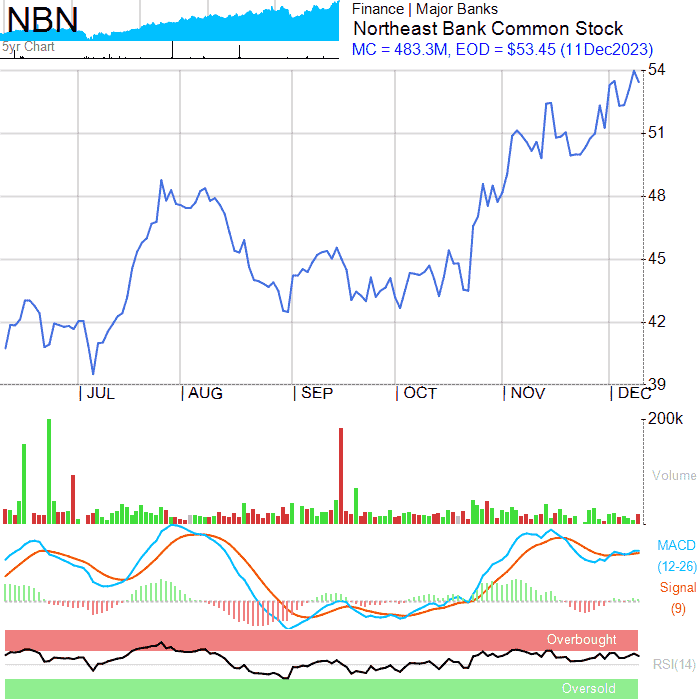 NBN
5yr Chart
Finance | Major Banks
Northeast Bank Common Stock
MC = 483.3M, EOD = $53.45 (11Dec2023)
54
51
48
45
42
39
| JUL | AUG | SEP | OCT | NOV | DEC
200k
Volume
MACD
(12-26)
Signal
(9)
Overbought
RSI(14)
Oversold